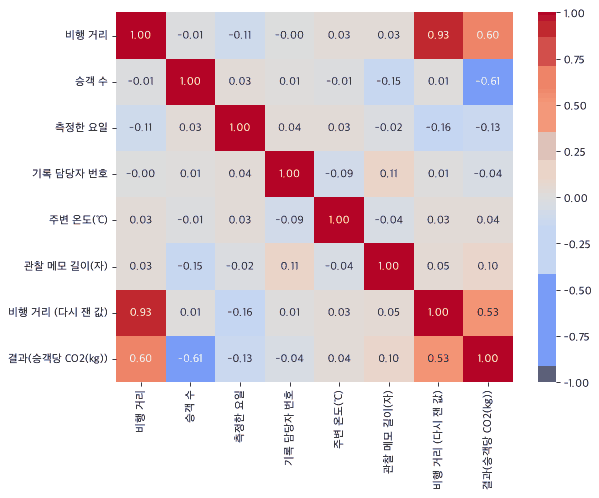 비행 거리 1.00 -0.01 -0.11 -0.00 0.03 0.03 0.93 0.60
승객 수 -0.01 1.00 0.03 0.01 -0.01 -0.15 0.01 -0.61
측정한 요일 -0.11 0.03 1.00 0.04 0.03 -0.02 -0.16 -0.13
기록 담당자 번호 -0.00 0.01 0.04 1.00 -0.09 0.11 0.01 -0.04
주변 온도(℃) 0.03 -0.01 0.03 -0.09 1.00 -0.04 0.03 0.04
관찰 메모 길이(자) 0.03 -0.15 -0.02 0.11 -0.04 1.00 0.05 0.10
비행 거리 (다시 잰 값) 0.93 0.01 -0.16 0.01 0.03 0.05 1.00 0.53
결과(승객당 CO2(kg)) 0.60 -0.61 -0.13 -0.04 0.04 0.10 0.53 1.00
비행 거리
승객 수
측정한 요일
기록 담당자 번호
주변 온도(℃)
관찰 메모 길이(자)
비행 거리 (다시 잰 값)
결과(승객당 CO2(kg))
1.00
0.75
0.50
0.25
0.00
-0.25
-0.50
-0.75
-1.00